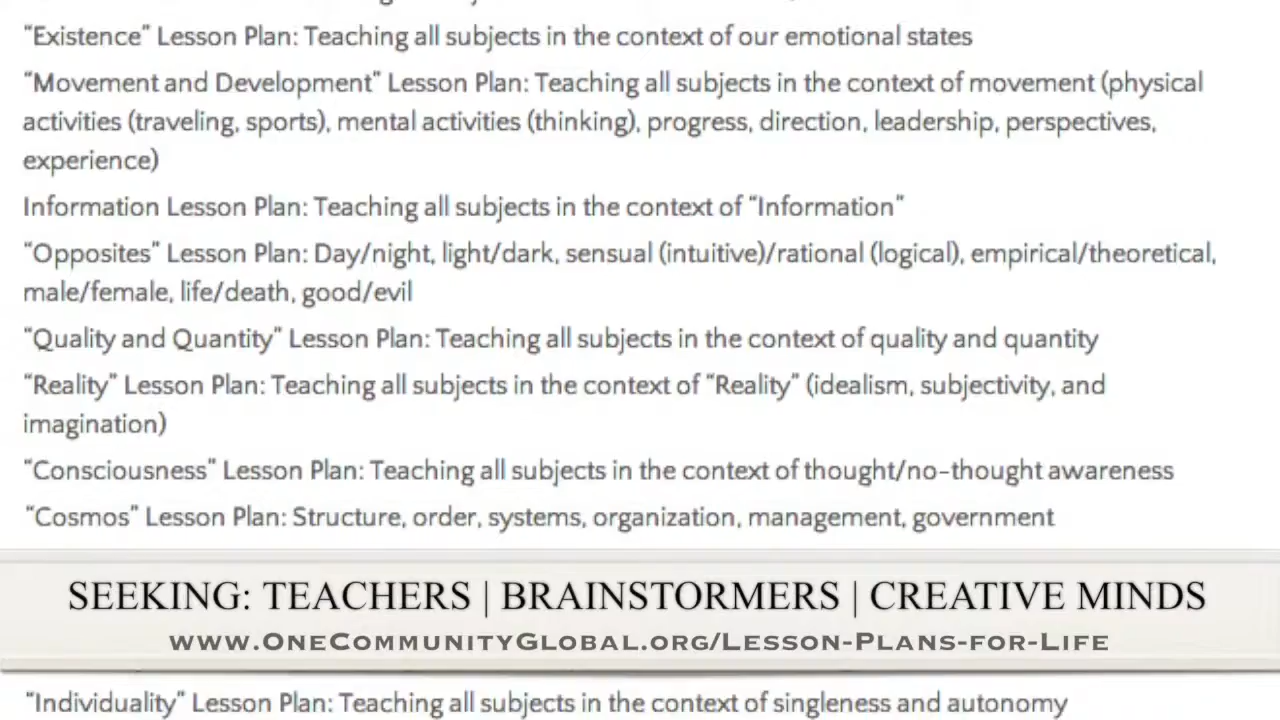 “Existence” Lesson Plan: Teaching all subjects in the context of our emotional states
“Movement and Development” Lesson Plan: Teaching all subjects in the context of movement (physical
activities (traveling, sports), mental activities (thinking), progress, direction, leadership, perspectives,
experience)
Information Lesson Plan: Teaching all subjects in the context of “Information”
“Opposites” Lesson Plan: Day/night, light/dark, sensual (intuitive)/rational (logical), empirical/theoretical,
male/female, life/death, good/evil
“Quality and Quantity” Lesson Plan: Teaching all subjects in the context of quality and quantity
“Reality” Lesson Plan: Teaching all subjects in the context of “Reality” (idealism, subjectivity, and
imagination)
“Consciousness” Lesson Plan: Teaching all subjects in the context of thought/no-thought awareness
“Cosmos” Lesson Plan: Structure, order, systems, organization, management, government
SEEKING: TEACHERS | BRAINSTORMERS | CREATIVE MINDS
www.OneCommunityGlobal.org/Lesson-Plans-for-Life
“Individuality” Lesson Plan: Teaching all subjects in the context of singleness and autonomy